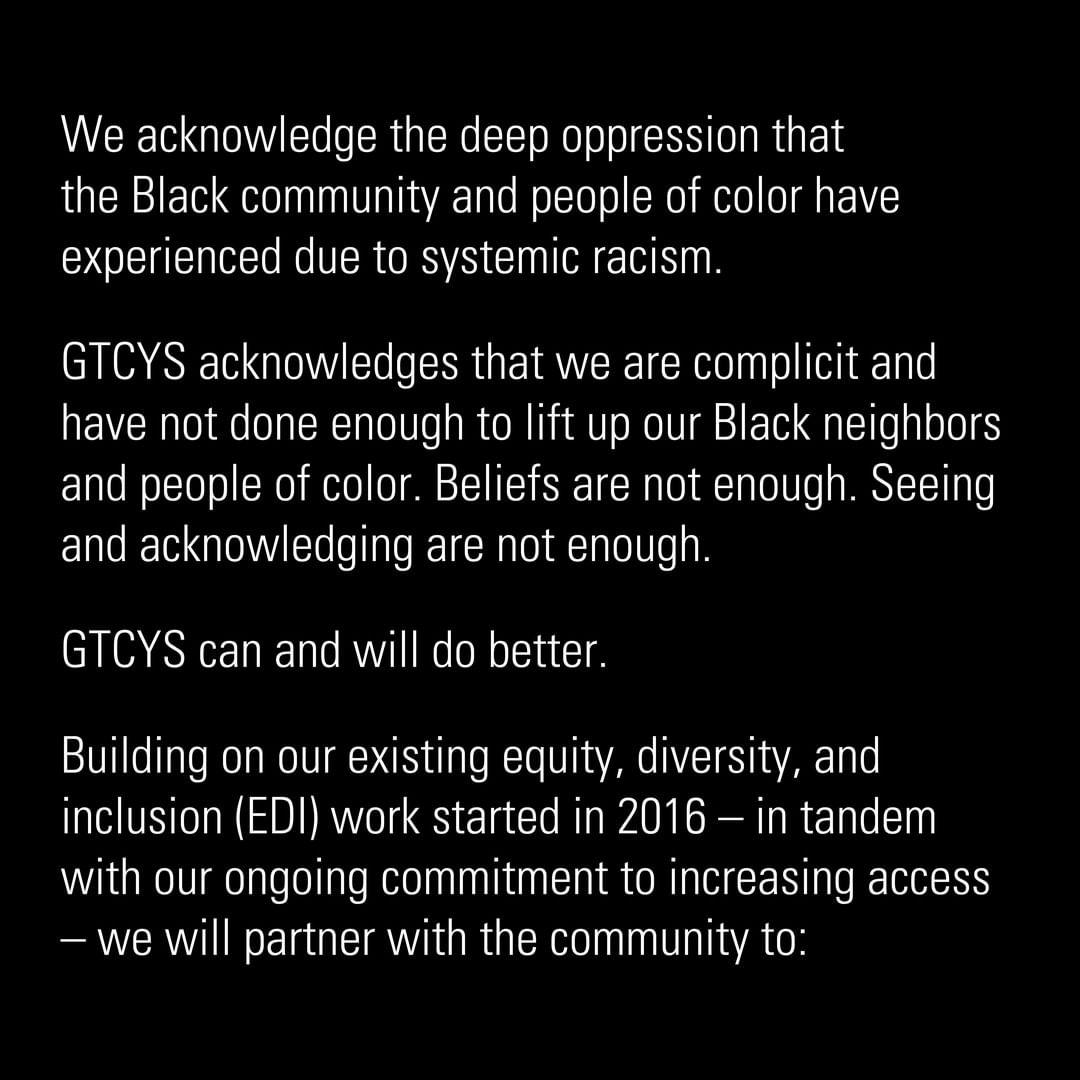 We acknowledge the deep oppression that
the Black community and people of color have
experienced due to systemic racism.
GTCYS acknowledges that we are complicit and
have not done enough to lift up our Black neighbors
and people of color. Beliefs are not enough. Seeing
and acknowledging are not enough.
GTCYS can and will do better.
Building on our existing equity, diversity, and
inclusion (EDI) work started in 2016 – in tandem
with our ongoing commitment to increasing access
– we will partner with the community to: